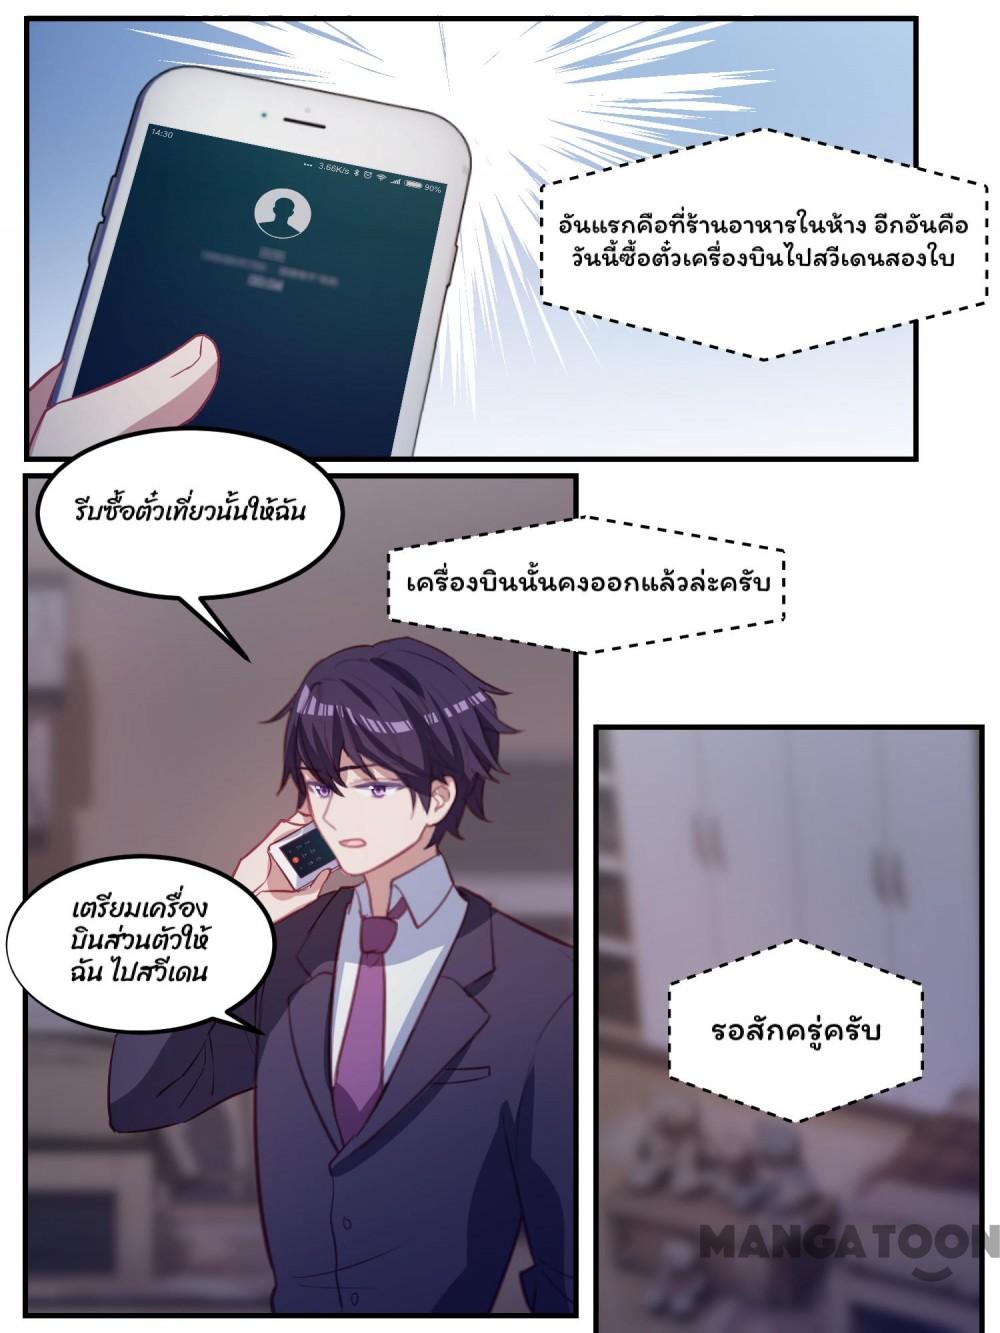 14:30
... 3.66K/s 90%
อันแรกคือที่ร้านอาหารในห้าง อีกอันคือ
วันนี้ซื้อตั๋วเครื่องบินไปสวีเดนสองใบ
รีบซื้อตั๋วเที่ยวนั้นให้ฉัน
เครื่องบินนั้นคงออกแล้วล่ะครับ
เตรียมเครื่อง
บินส่วนตัวให้
ฉัน ไปสวีเดน
รอสักครู่ครับ
MANGATOON